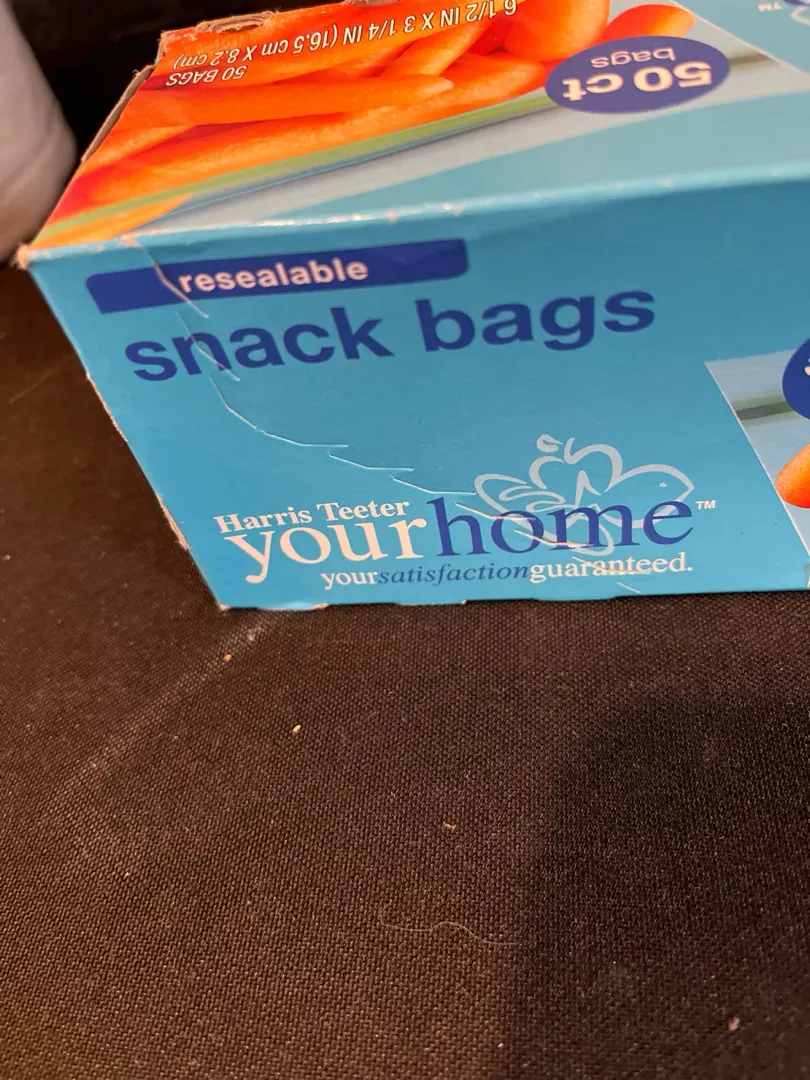 50 BAGS
6 1/2 IN X 3 1/4 IN (16.5 cm X 8.2 cm)
50 ct
bags
TM
resealable
snack bags
Harris Teeter
yourhome™
yoursatisfactionguaranteed.